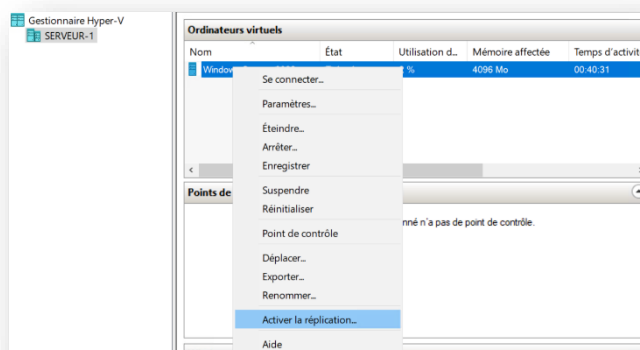 Gestionnaire Hyper-V
SERVEUR-1
Ordinateurs virtuels
Nom État Utilisation d... Mémoire affectée Temps d'activit
Window % 4096 Mo 00:40:31
Se connecter...
Paramètres...
Éteindre...
Arrêter...
Enregistrer
Points de
Suspendre
Réinitialiser
nné n'a pas de point de contrôle.
Point de contrôle
Déplacer...
Exporter...
Renommer...
Activer la réplication...
Aide